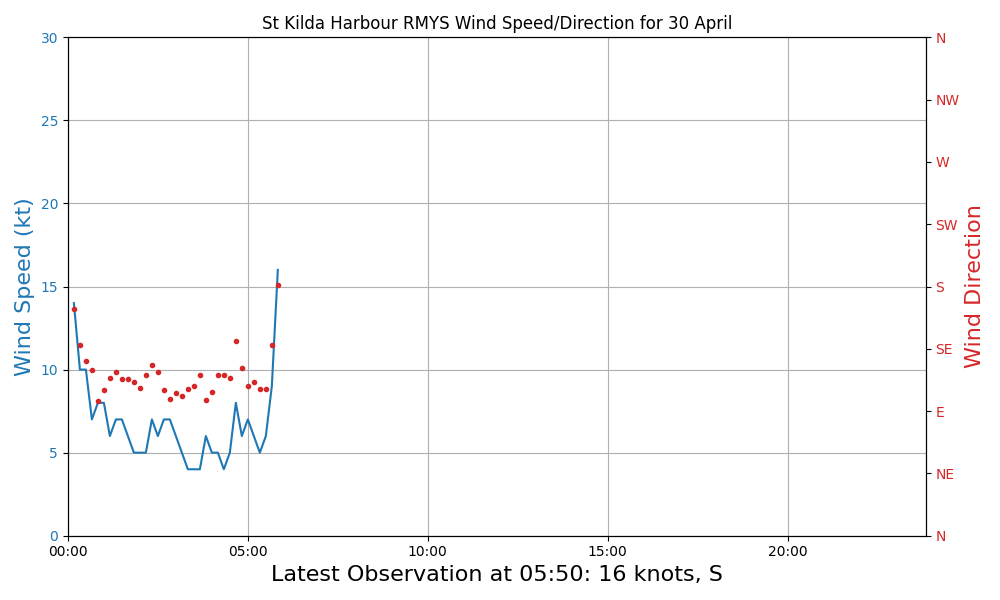 St Kilda Harbour RMYS Wind Speed/Direction for 30 April
30
25
20
15
10
5
0
Wind Speed (kt)
N
NW
W
SW
S
SE
E
NE
N
Wind Direction
00:00 05:00 10:00 15:00 20:00
Latest Observation at 05:50: 16 knots, S